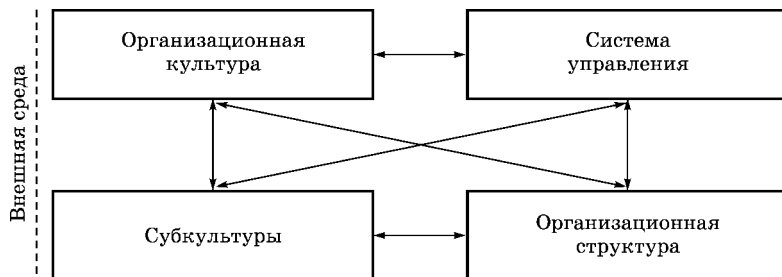 Внешняя среда
Организационная
культура
Система
управления
Субкультуры
Организационная
структура